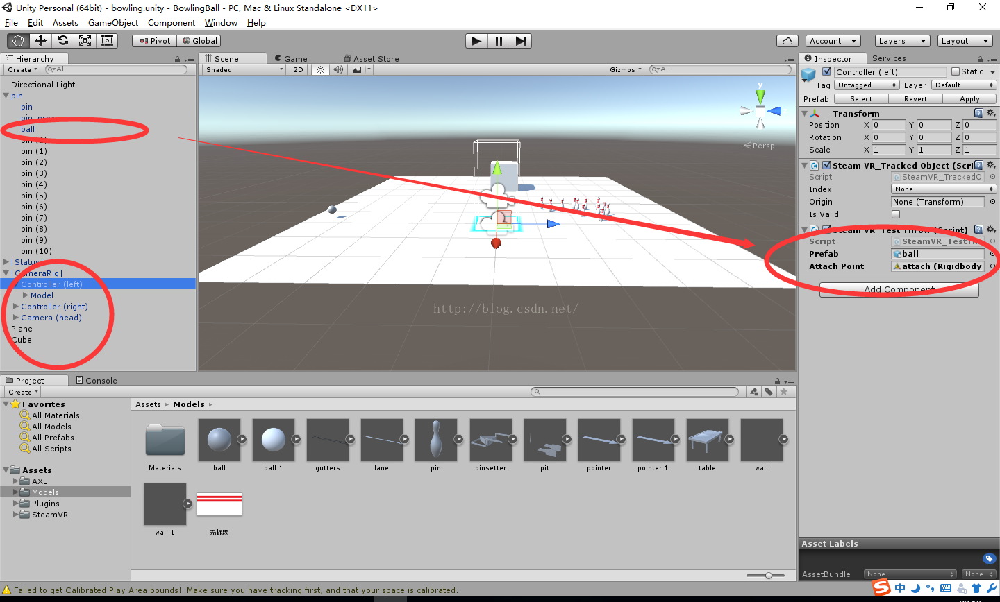 Unity Personal (64bit) - bowling.unity - BowlingBall - PC, Mac & Linux Standalone <DX11>
File Edit Assets GameObject Component Window Help
Pivot Global Account Layers Layout
Hierarchy
Create All
Directional Light
pin
pin
ball
pin (1)
pin (2)
pin (3)
pin (4)
pin (5)
pin (6)
pin (7)
pin (8)
pin (9)
pin (10)
[Status]
[CameraRig]
Controller (left)
Model
Controller (right)
Camera (head)
Plane
Cube
Scene Game Asset Store
Shaded 2D Gizmos All
y
Persp
http://blog.csdn.net/
Inspector Services
Controller (left) Static
Tag Untagged Layer Default
Prefab Select Revert Apply
Transform
Position X 0 Y 0 Z 0
Rotation X 0 Y 0 Z 0
Scale X 1 Y 1 Z 1
Steam VR_Tracked Object (Scri
Script SteamVR_TrackedOl
Index None
Origin None (Transform)
Is Valid
Steam VR_Test Throw (Script)
Script SteamVR_TestT
Prefab ball
Attach Point attach (Rigidbody
Add Component
Project Console
Create
Favorites
All Materials
All Models
All Prefabs
All Scripts
Assets
AXE
Models
Plugins
SteamVR
Assets Models
Materials ball ball 1 gutters lane pin pinsetter pit pointer pointer 1 table wall
wall 1 无标题
Asset Labels
AssetBundle None None
中
Failed to get Calibrated Play Area bounds! Make sure you have tracking first, and that your space is calibrated.